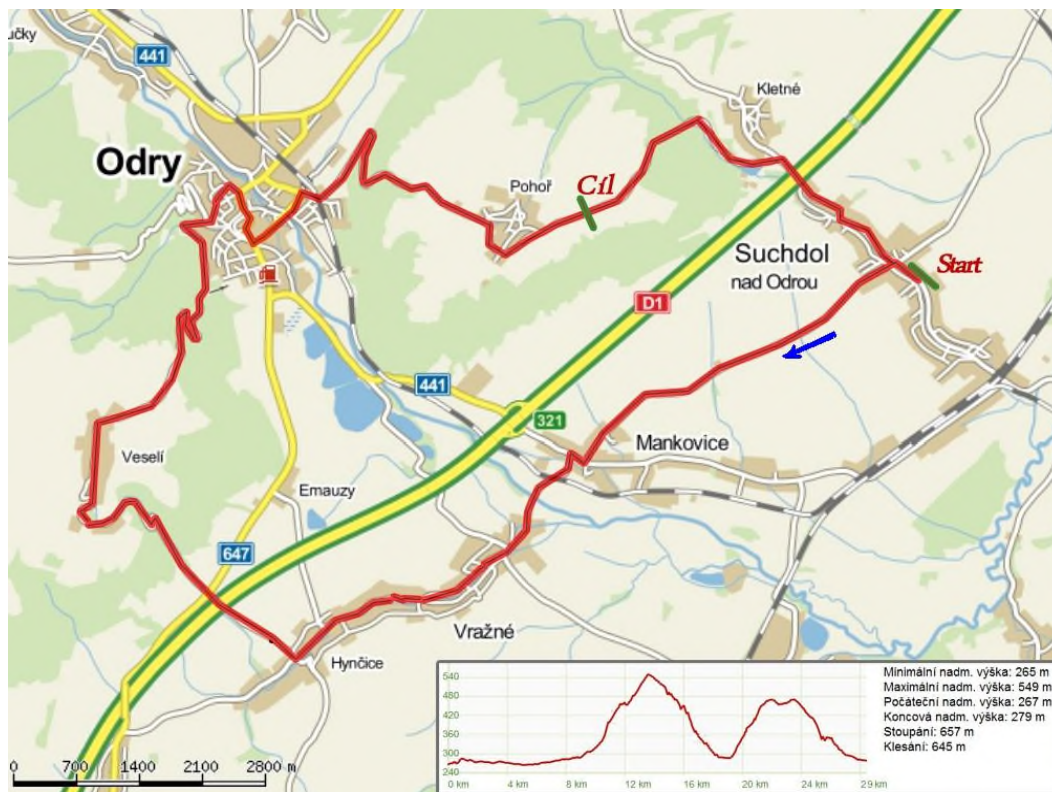 učky
441
Odry
Kletné
Pohoř
Cíl
Suchdol
nad Odrou
Start
D1
441
321
Mankovice
Veselí
Emauzy
647
Vražné
Hynčice
0 700 1400 2100 2800 m
540
480
420
360
300
240
0 km 4 km 8 km 12 km 16 km 20 km 24 km 29 km
Minimální nadm. výška: 265 m
Maximální nadm. výška: 549 m
Počáteční nadm. výška: 267 m
Koncová nadm. výška: 279 m
Stoupání: 657 m
Klesání: 645 m